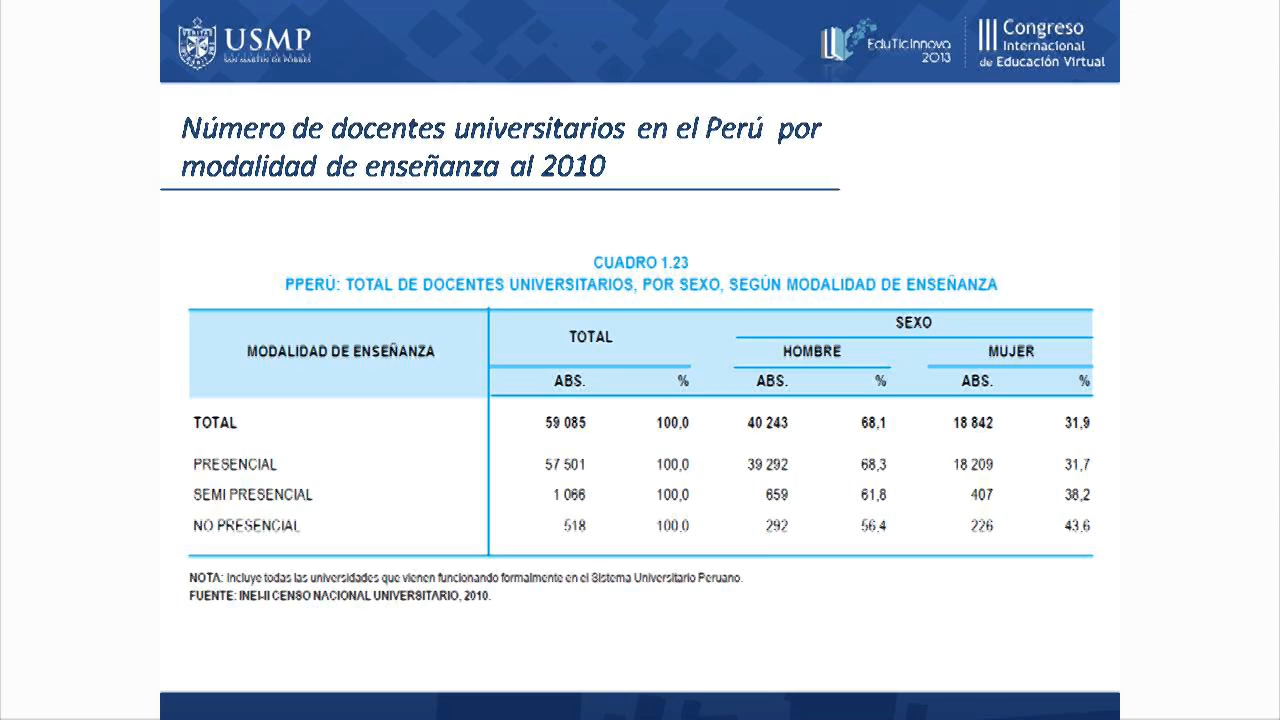 USMP
SAN MARTIN DE PORRES
EduTicInnova
2013
III Congreso
Internacional
de Educación Virtual
Número de docentes universitarios en el Perú por
modalidad de enseñanza al 2010
CUADRO 1.23
PPERÚ: TOTAL DE DOCENTES UNIVERSITARIOS, POR SEXO, SEGÚN MODALIDAD DE ENSEÑANZA
MODALIDAD DE ENSEÑANZA TOTAL SEXO
HOMBRE MUJER
ABS. % ABS. % ABS. %
TOTAL 59 085 100,0 40 243 68,1 18 842 31,9
PRESENCIAL 57 501 100,0 39 292 68,3 18 209 31,7
SEMI PRESENCIAL 1 066 100,0 659 61,8 407 38,2
NO PRESENCIAL 518 100,0 292 56,4 226 43,6
NOTA: Incluye todas las universidades que vienen funcionando formalmente en el Sistema Universitario Peruano.
FUENTE: INEI-II CENSO NACIONAL UNIVERSITARIO, 2010.